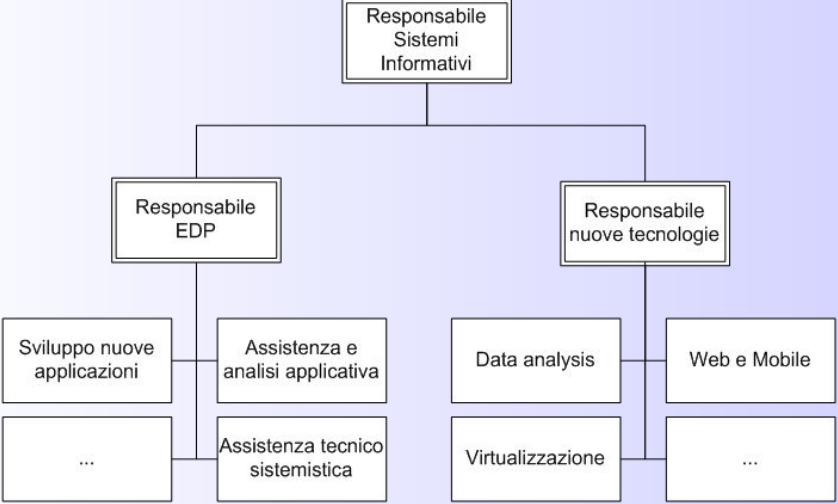 Responsabile
Sistemi
Informativi
Responsabile
EDP
Responsabile
nuove tecnologie
Sviluppo nuove
applicazioni
Assistenza e
analisi applicativa
Data analysis
Web e Mobile
...
Assistenza tecnico
sistemistica
Virtualizzazione
...